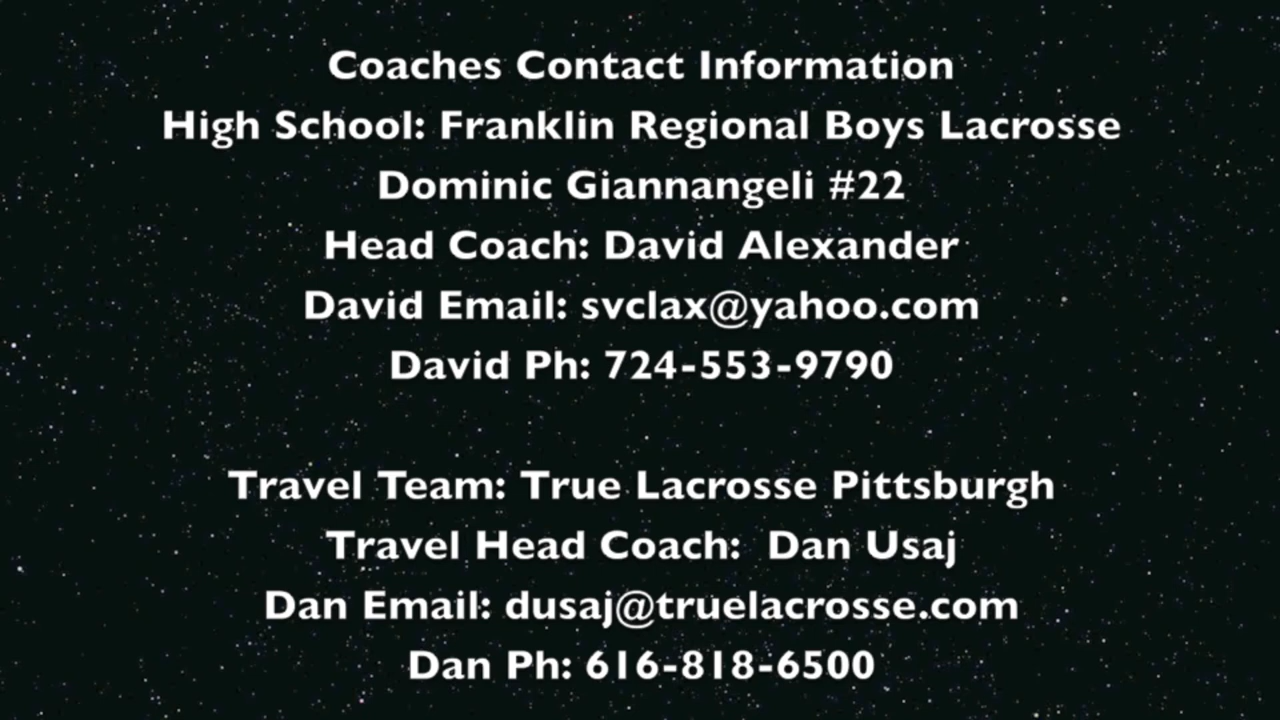 Coaches Contact Information
High School: Franklin Regional Boys Lacrosse
Dominic Giannangeli #22
Head Coach: David Alexander
David Email: svclax@yahoo.com
David Ph: 724-553-9790
Travel Team: True Lacrosse Pittsburgh
Travel Head Coach:  Dan Usaj
Dan Email: dusaj@truelacrosse.com
Dan Ph: 616-818-6500